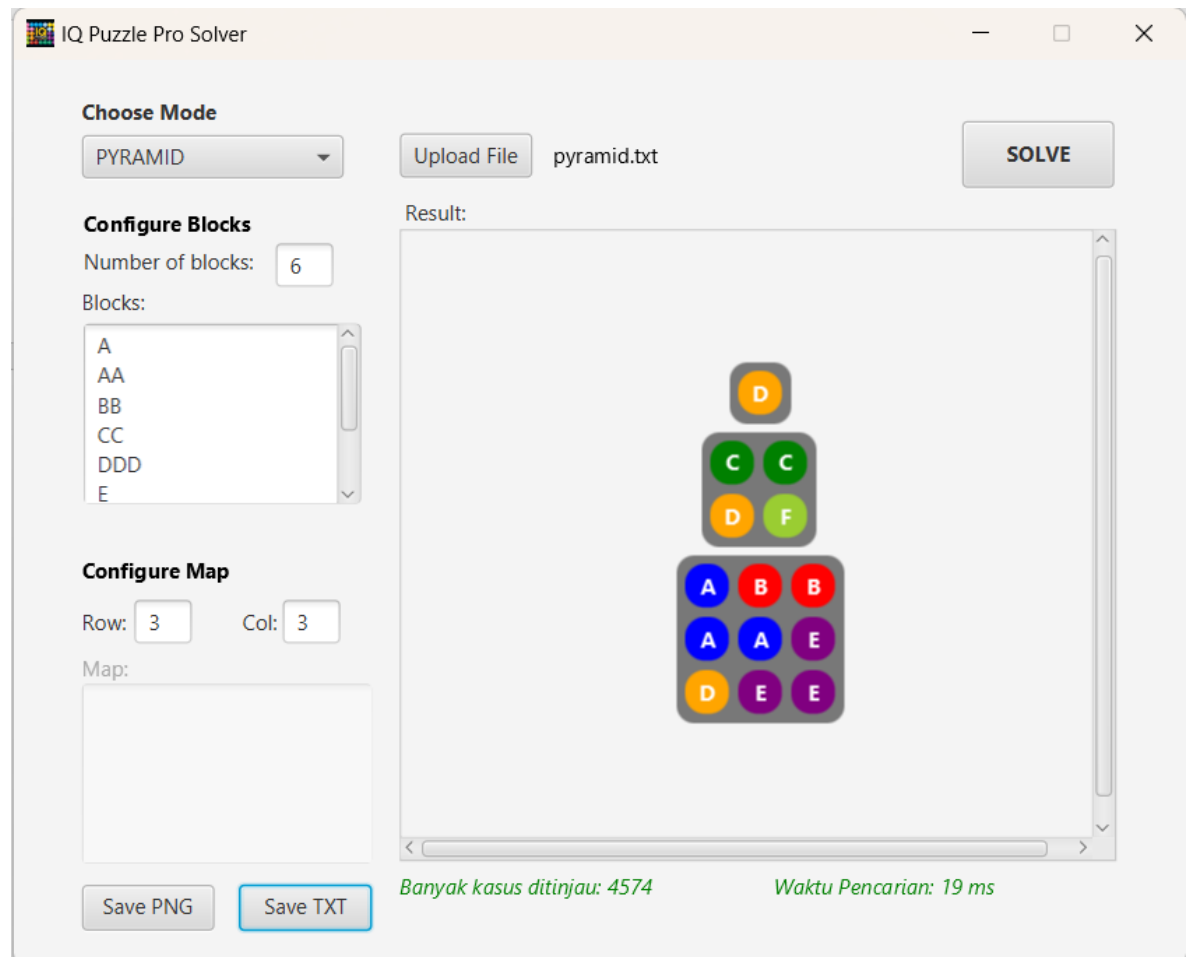 IQ Puzzle Pro Solver
Choose Mode
PYRAMID
Upload File pyramid.txt
SOLVE
Configure Blocks
Number of blocks: 6
Blocks:
A
AA
BB
CC
DDD
E
Configure Map
Row: 3 Col: 3
Map:
Save PNG Save TXT
Result:
D
C C
D F
A B B
A A E
D E E
Banyak kasus ditinjau: 4574 Waktu Pencarian: 19 ms